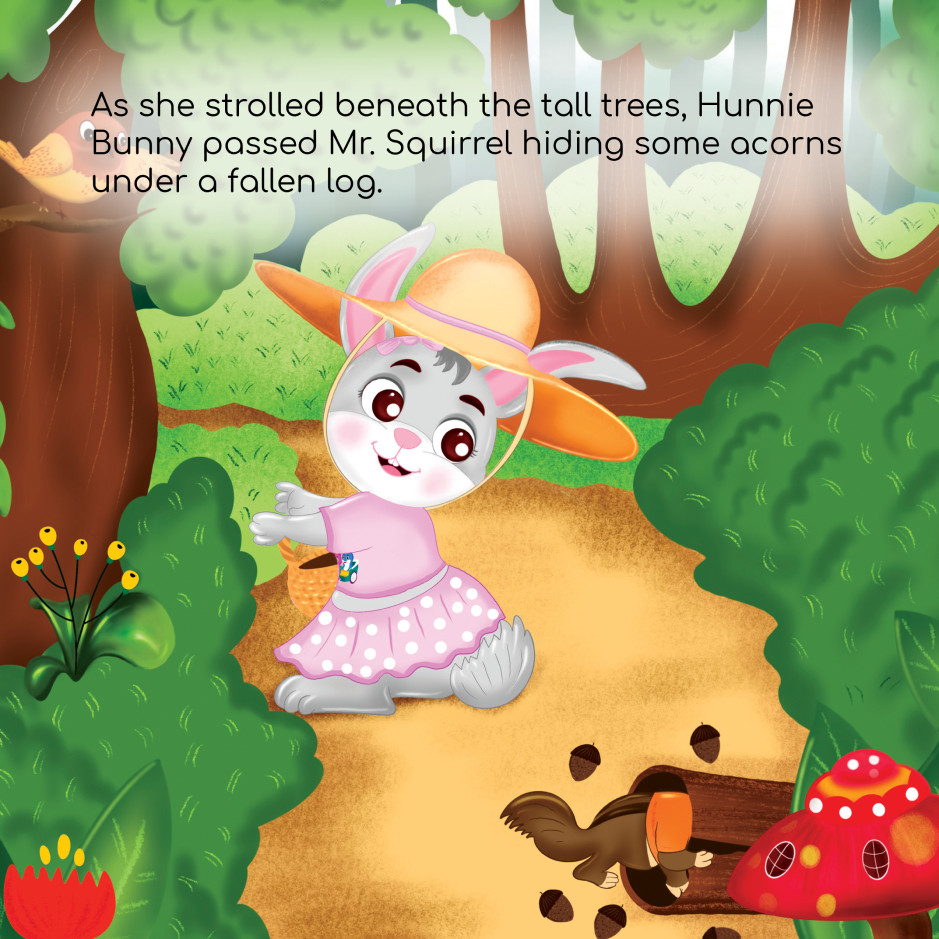 As she strolled beneath the tall trees, Hunnie
Bunny passed Mr. Squirrel hiding some acorns
under a fallen log.